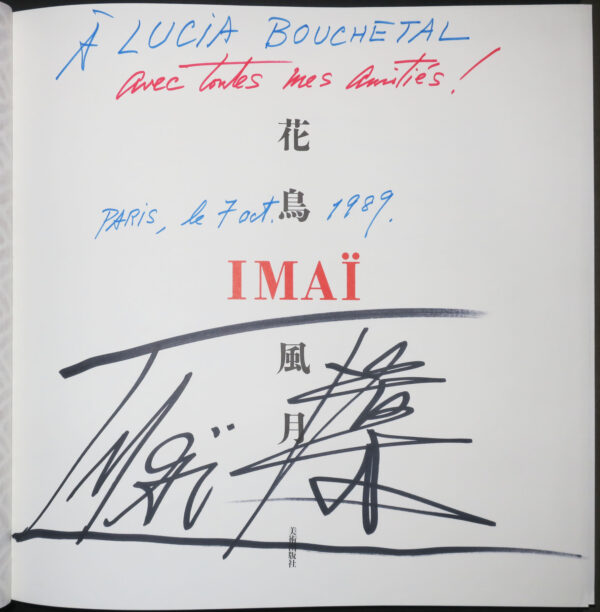 À LUCIA BOUCHETAL
avec toutes mes amitiés !
花
PARIS, le 7 oct. 鳥 1989.
IMAÏ
風
月
Imaï
美術出版社